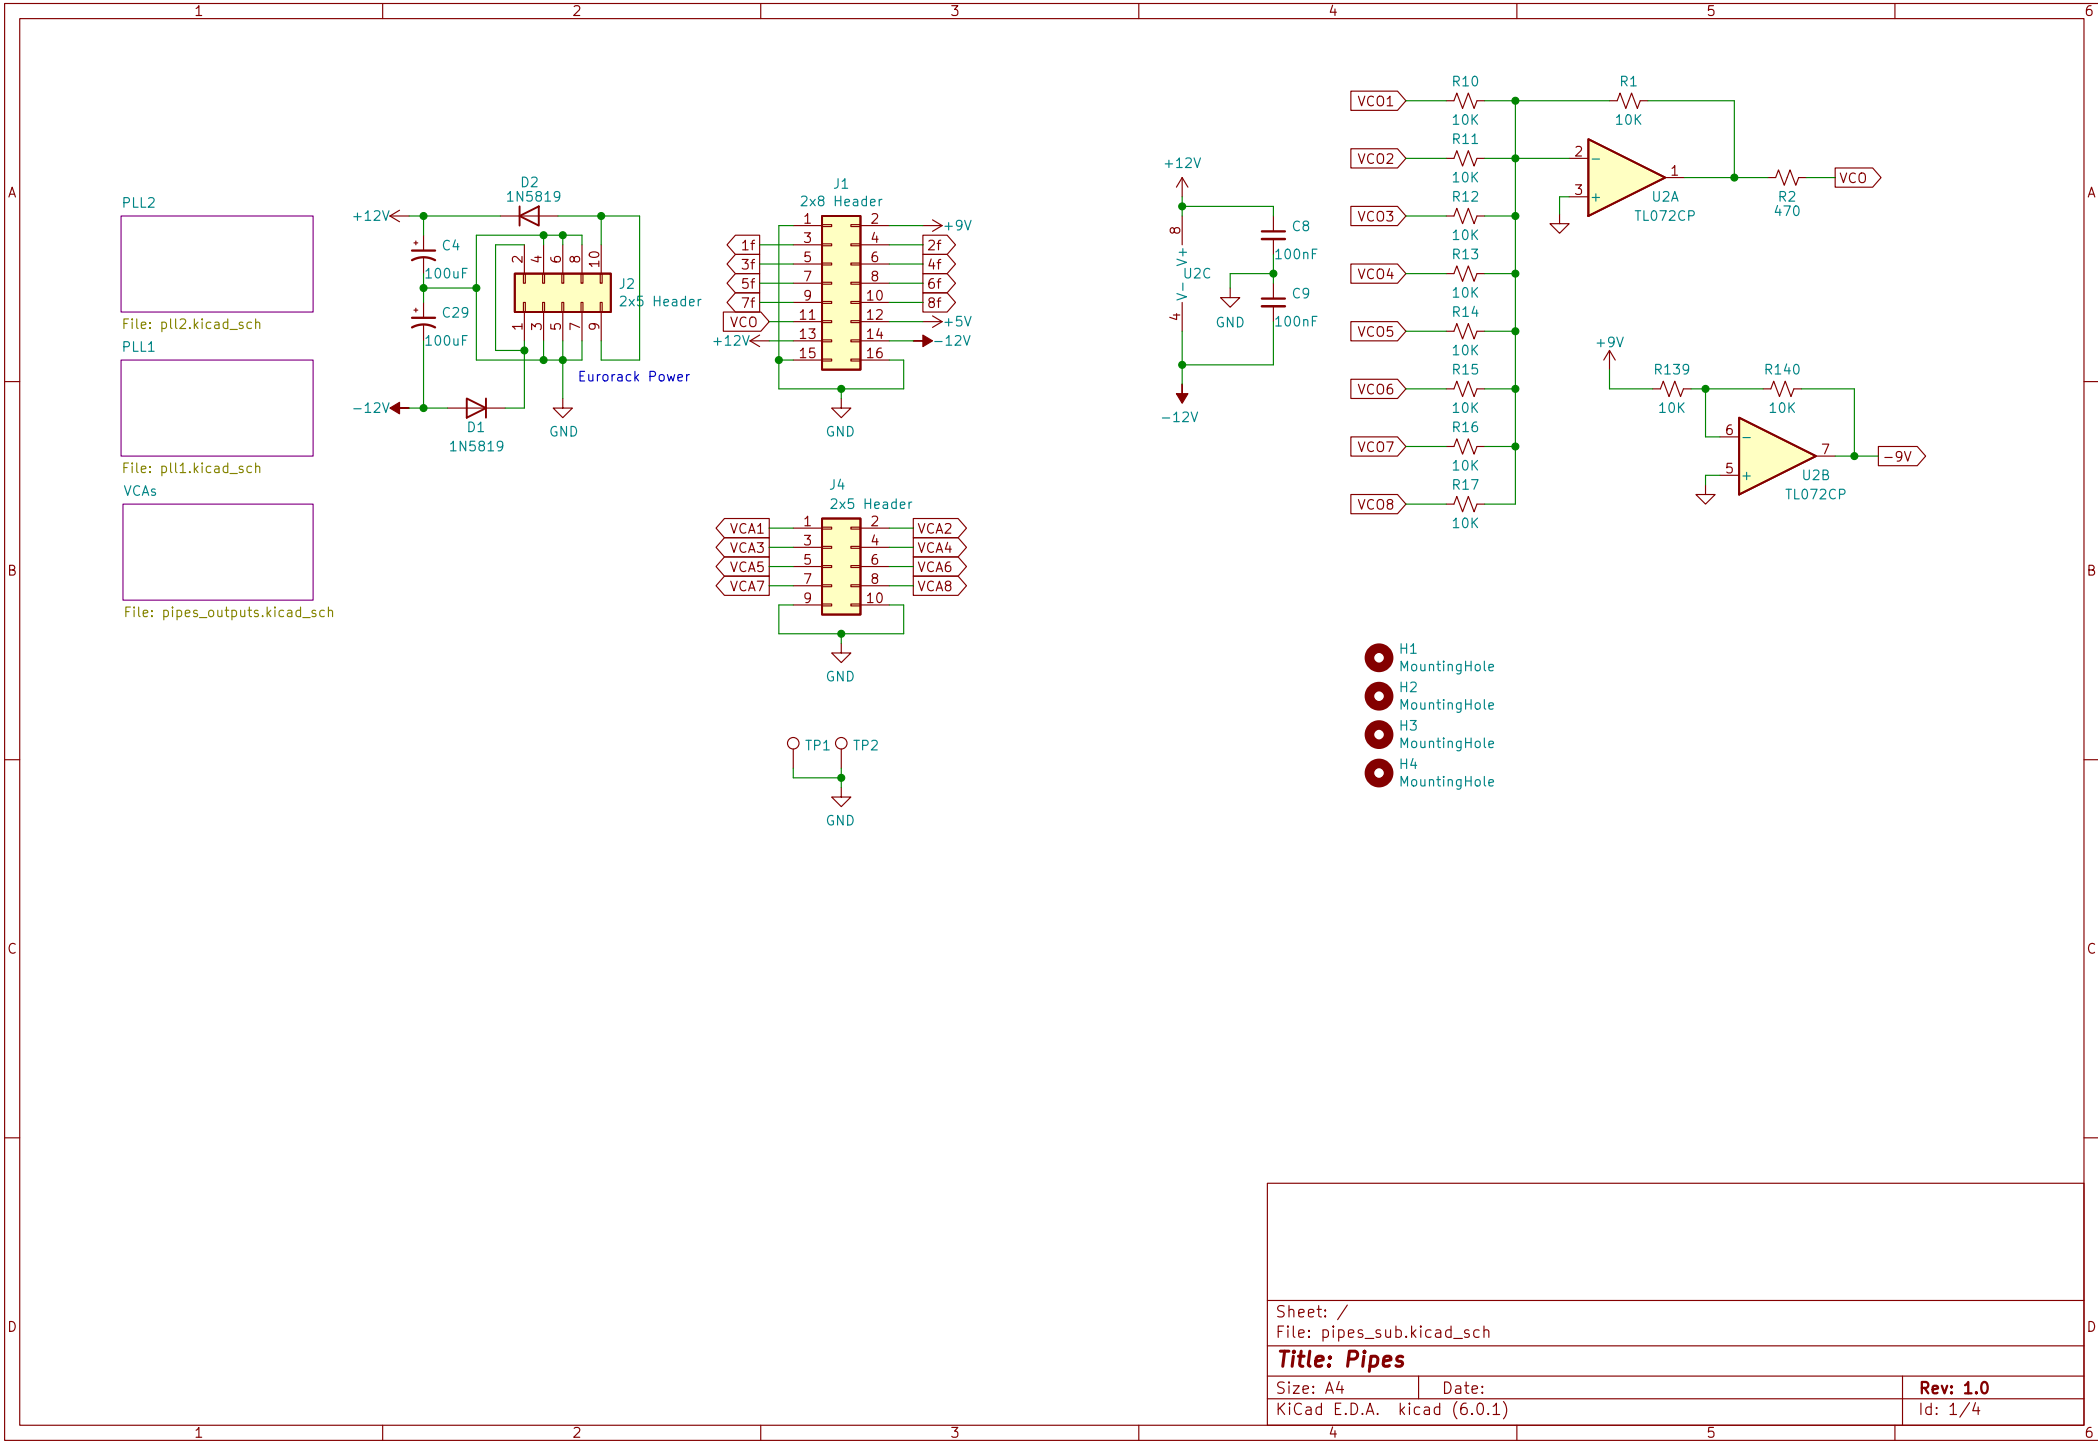 1 2 3 4 5 6
A
B
C
D
PLL2
File: pll2.kicad_sch
PLL1
File: pll1.kicad_sch
VCAs
File: pipes_outputs.kicad_sch
D2
1N5819
+12V
C4
100uF
C29
100uF
-12V
D1
1N5819
2 4 6 8 10
1 3 5 7 9
J2
2x5 Header
Eurorack Power
GND
J1
2x8 Header
1 2 +9V
1f 3 4 2f
3f 5 6 4f
5f 7 8 6f
7f 9 10 8f
VCO 11 12 +5V
+12V 13 14 -12V
15 16
GND
J4
2x5 Header
VCA1 1 2 VCA2
VCA3 3 4 VCA4
VCA5 5 6 VCA6
VCA7 7 8 VCA8
9 10
GND
TP1 TP2
GND
+12V
8
V+
U2C
V-
4
-12V
C8
100nF
C9
100nF
GND
VCO1 R10
10K
VCO2 R11
10K
VCO3 R12
10K
VCO4 R13
10K
VCO5 R14
10K
VCO6 R15
10K
VCO7 R16
10K
VCO8 R17
10K
R1
10K
2 −
3 +
1
U2A
TL072CP
R2
470
VCO
+9V
R139
10K
R140
10K
6 −
5 +
7
U2B
TL072CP
-9V
H1
MountingHole
H2
MountingHole
H3
MountingHole
H4
MountingHole
Sheet: /
File: pipes_sub.kicad_sch
Title: Pipes
Size: A4 Date: Rev: 1.0
KiCad E.D.A. kicad (6.0.1) Id: 1/4
A
B
C
D
1 2 3 4 5 6